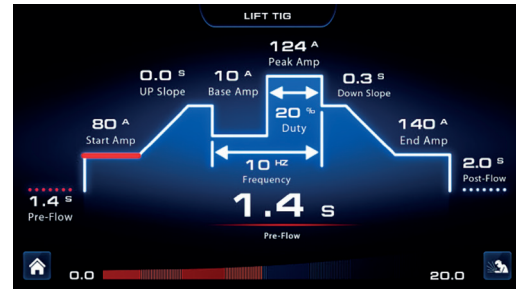 LIFT TIG
124 A
Peak Amp
0.0 S
UP Slope
10 A
Base Amp
0.3 S
Down Slope
20 %
Duty
80 A
Start Amp
140 A
End Amp
10 HZ
Frequency
2.0 S
Post-Flow
1.4 S
Pre-Flow
1.4 S
Pre-Flow
0.0
20.0